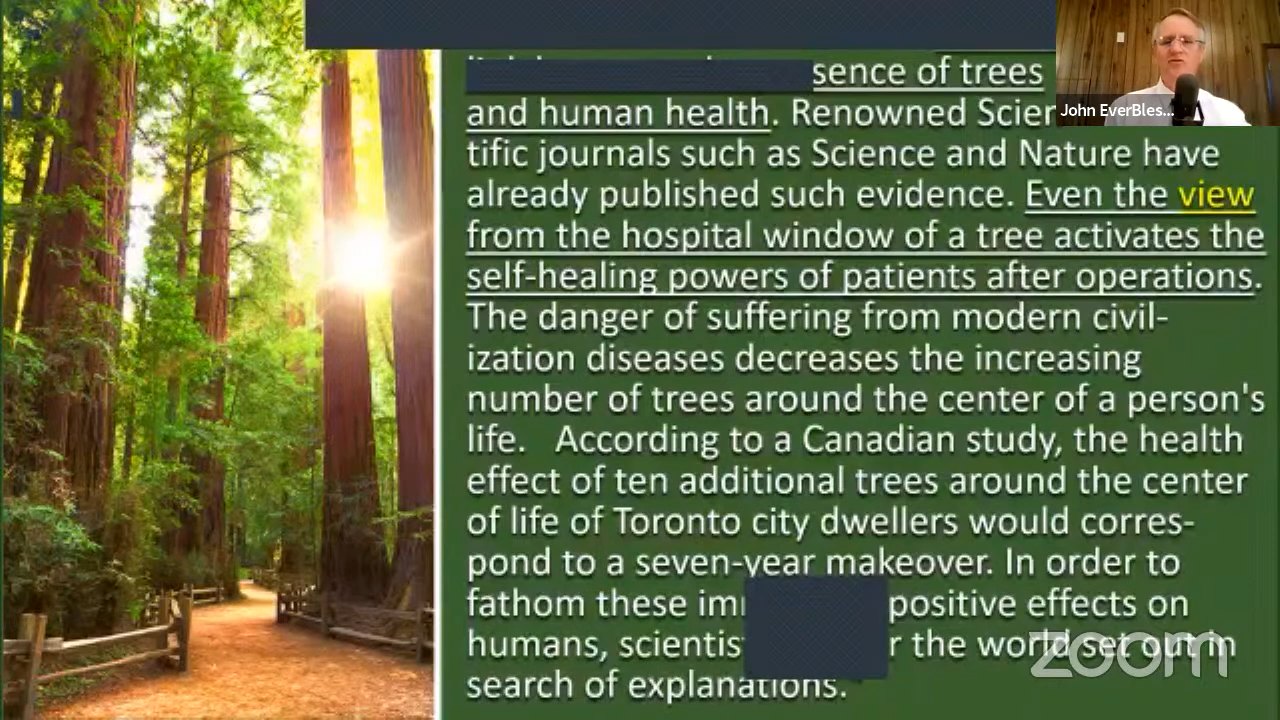 sence of trees
and human health. Renowned Scien
tific journals such as Science and Nature have
already published such evidence. Even the view
from the hospital window of a tree activates the
self-healing powers of patients after operations.
The danger of suffering from modern civil-
ization diseases decreases the increasing
number of trees around the center of a person's
life. According to a Canadian study, the health
effect of ten additional trees around the center
of life of Toronto city dwellers would corres-
pond to a seven-year makeover. In order to
fathom these positive effects on
humans, the world set out in
search of explanations."
John EverBles...
zoom